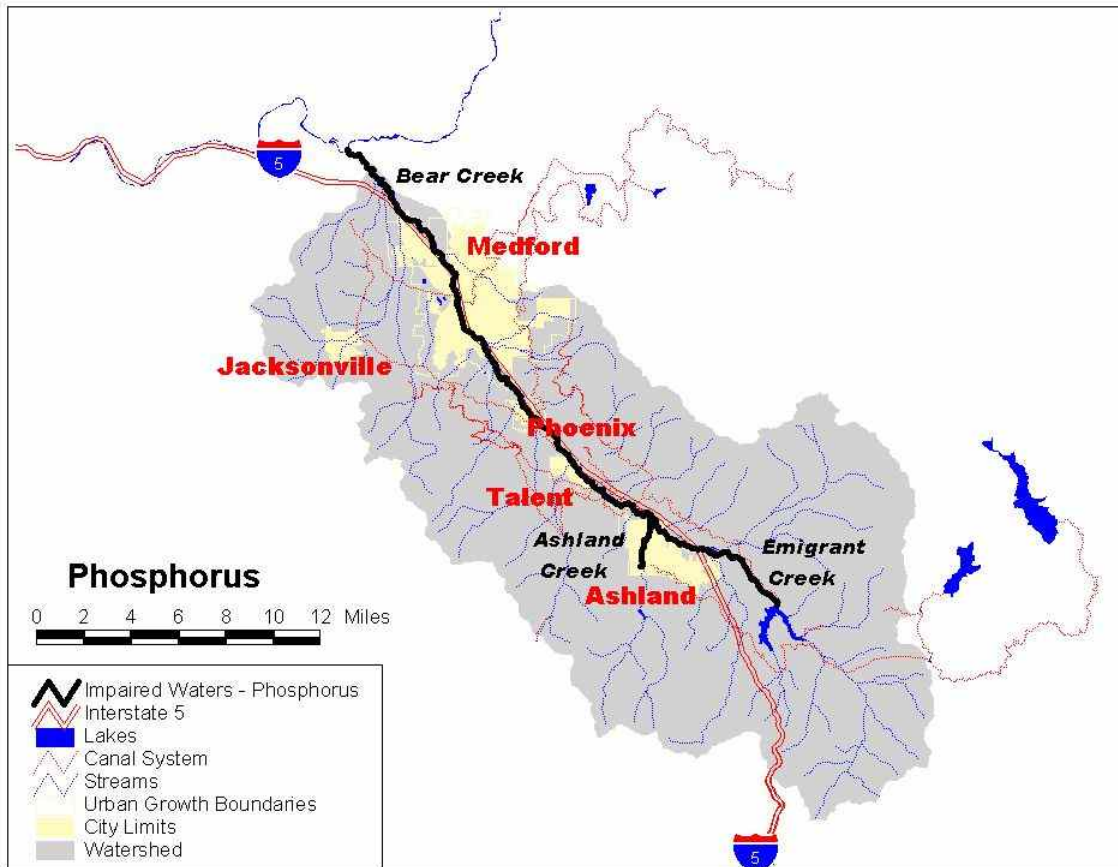 5
Bear Creek
Medford
Jacksonville
Phoenix
Talent
Ashland
Creek
Emigrant
Creek
Ashland
Phosphorus
0 2 4 6 8 10 12 Miles
Impaired Waters - Phosphorus
Interstate 5
Lakes
Canal System
Streams
Urban Growth Boundaries
City Limits
Watershed
5